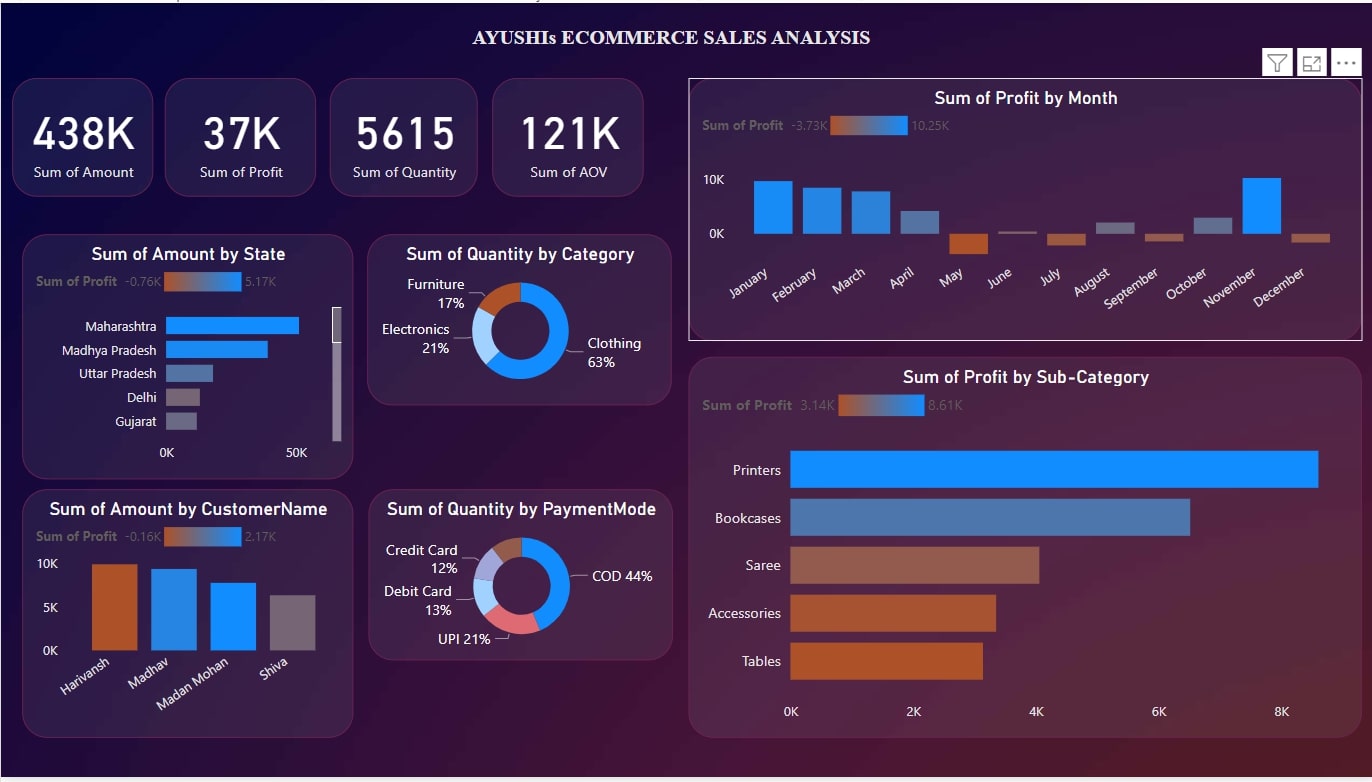 AYUSHIs ECOMMERCE SALES ANALYSIS
438K
Sum of Amount
37K
Sum of Profit
5615
Sum of Quantity
121K
Sum of AOV
Sum of Profit by Month
Sum of Profit -3.73K 10.25K
10K
0K
January
February
March
April
May
June
July
August
September
October
November
December
Sum of Amount by State
Sum of Profit -0.76K 5.17K
Maharashtra
Madhya Pradesh
Uttar Pradesh
Delhi
Gujarat
0K 50K
Sum of Quantity by Category
Furniture
17%
Electronics
21%
Clothing
63%
Sum of Profit by Sub-Category
Sum of Profit 3.14K 8.61K
Printers
Bookcases
Saree
Accessories
Tables
0K 2K 4K 6K 8K
Sum of Amount by CustomerName
Sum of Profit -0.16K 2.17K
10K
5K
0K
Harivansh
Madhav
Madan Mohan
Shiva
Sum of Quantity by PaymentMode
Credit Card
12%
Debit Card
13%
UPI 21%
COD 44%